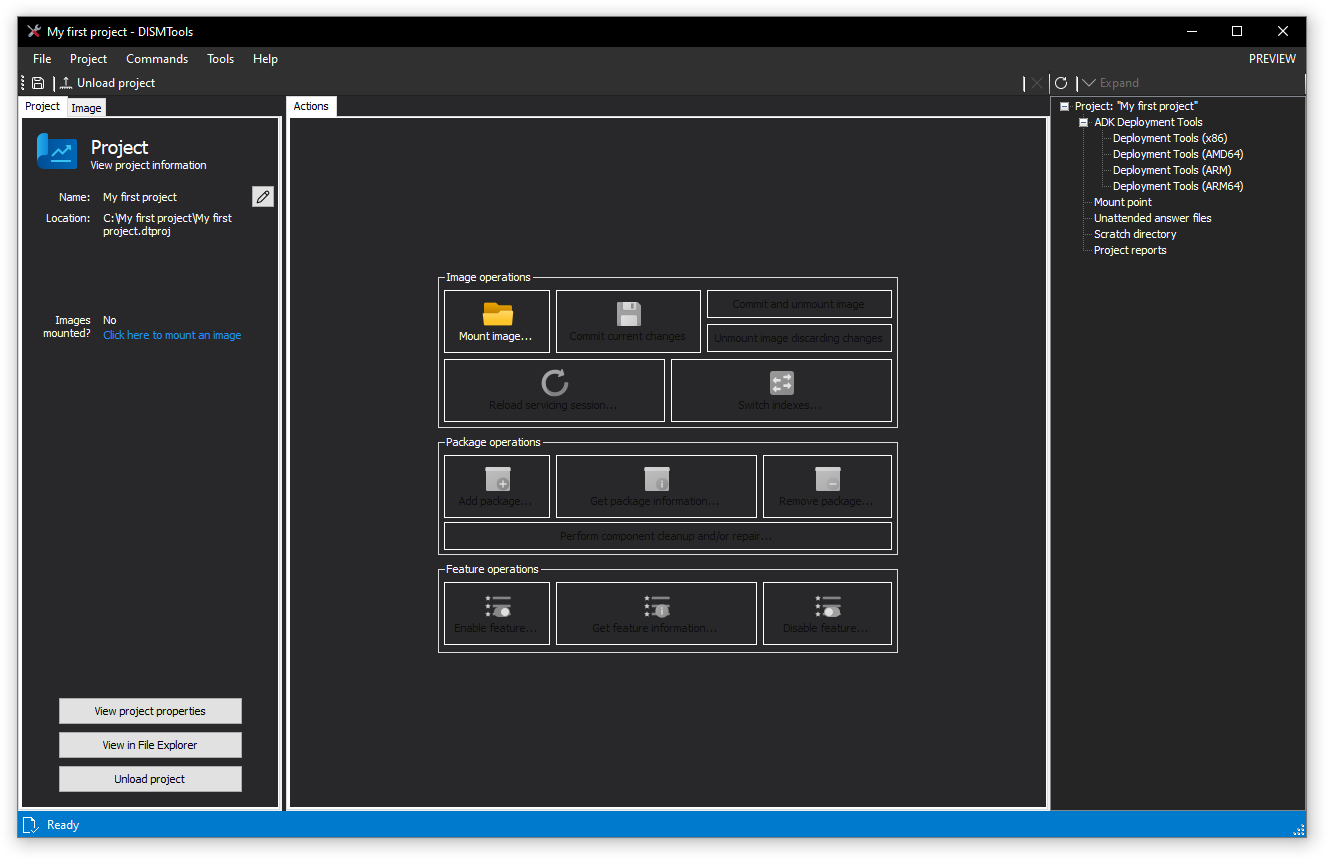 My first project - DISMTools
File Project Commands Tools Help
PREVIEW
Unload project
Expand
Project Image
Project
View project information
Name: My first project
Location: C:\My first project\My first
project.dtproj
Images
mounted?
No
Click here to mount an image
View project properties
View in File Explorer
Unload project
Actions
Image operations
Mount image...
Commit current changes
Commit and unmount image
Unmount image discarding changes
Reload servicing session...
Switch indexes...
Package operations
Add package...
Get package information...
Remove package...
Perform component cleanup and/or repair...
Feature operations
Enable feature...
Get feature information...
Disable feature...
Project: "My first project"
ADK Deployment Tools
Deployment Tools (x86)
Deployment Tools (AMD64)
Deployment Tools (ARM)
Deployment Tools (ARM64)
Mount point
Unattended answer files
Scratch directory
Project reports
Ready